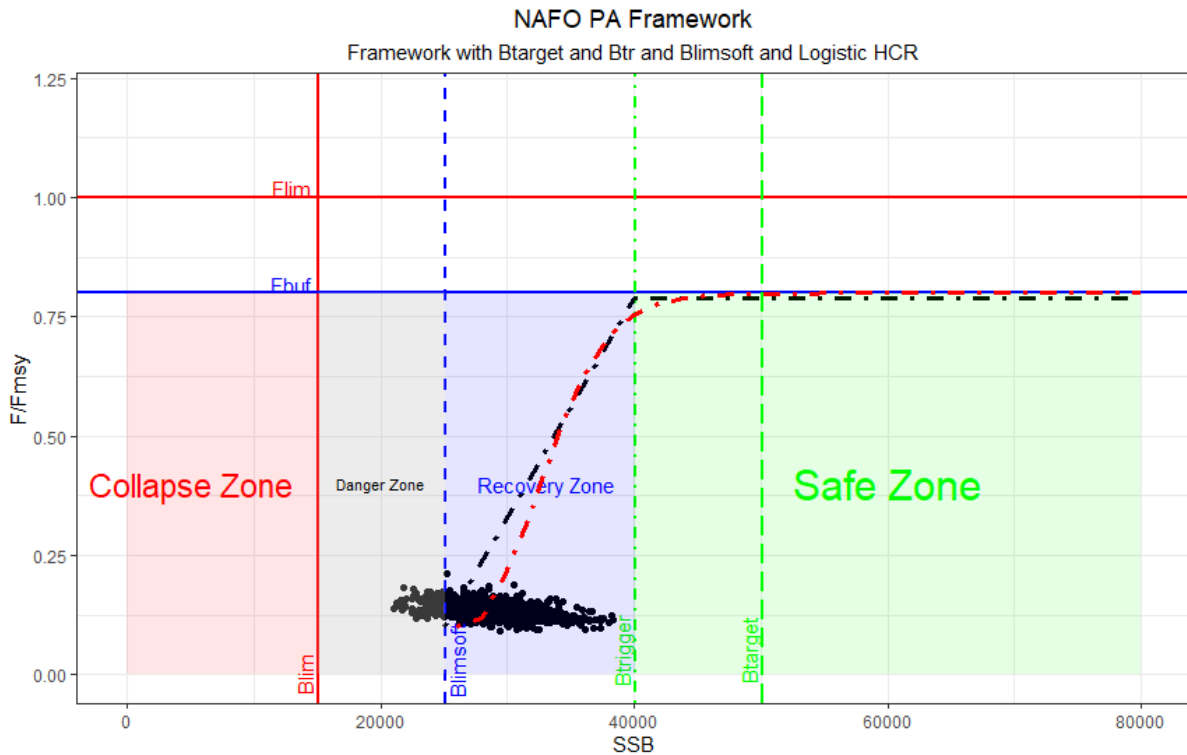 NAFO PA Framework
Framework with Btarget and Btr and Blimsoft and Logistic HCR
1.25
1.00
0.75
0.50
0.25
0.00
F/Fmsy
Flim
Fbuf
Collapse Zone
Danger Zone
Recovery Zone
Safe Zone
Blim
Blimsoft
Btrigger
Btarget
0
20000
40000
60000
80000
SSB